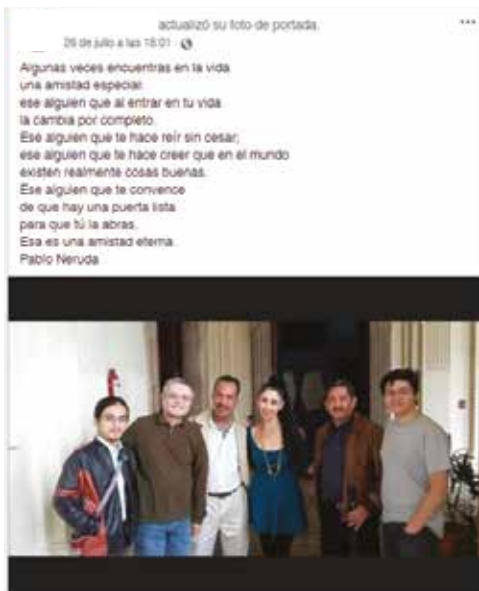 actualizó su foto de portada.
26 de julio a las 18:01
Algunas veces encuentras en la vida
una amistad especial:
ese alguien que al entrar en tu vida
la cambia por completo.
Ese alguien que te hace reír sin cesar;
ese alguien que te hace creer que en el mundo
existen realmente cosas buenas.
Ese alguien que te convence
de que hay una puerta lista
para que tú la abras.
Esa es una amistad eterna.
Pablo Neruda